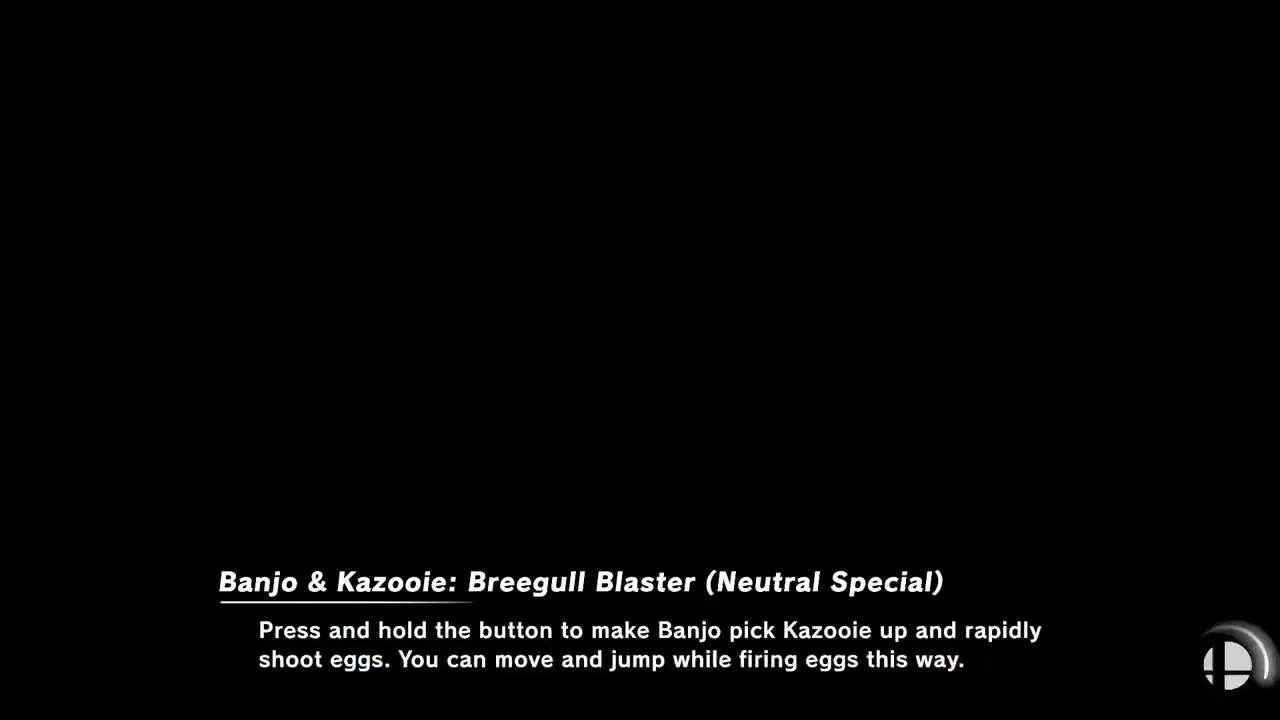 Banjo & Kazooie: Breegull Blaster (Neutral Special)
Press and hold the button to make Banjo pick Kazooie up and rapidly
shoot eggs. You can move and jump while firing eggs this way.